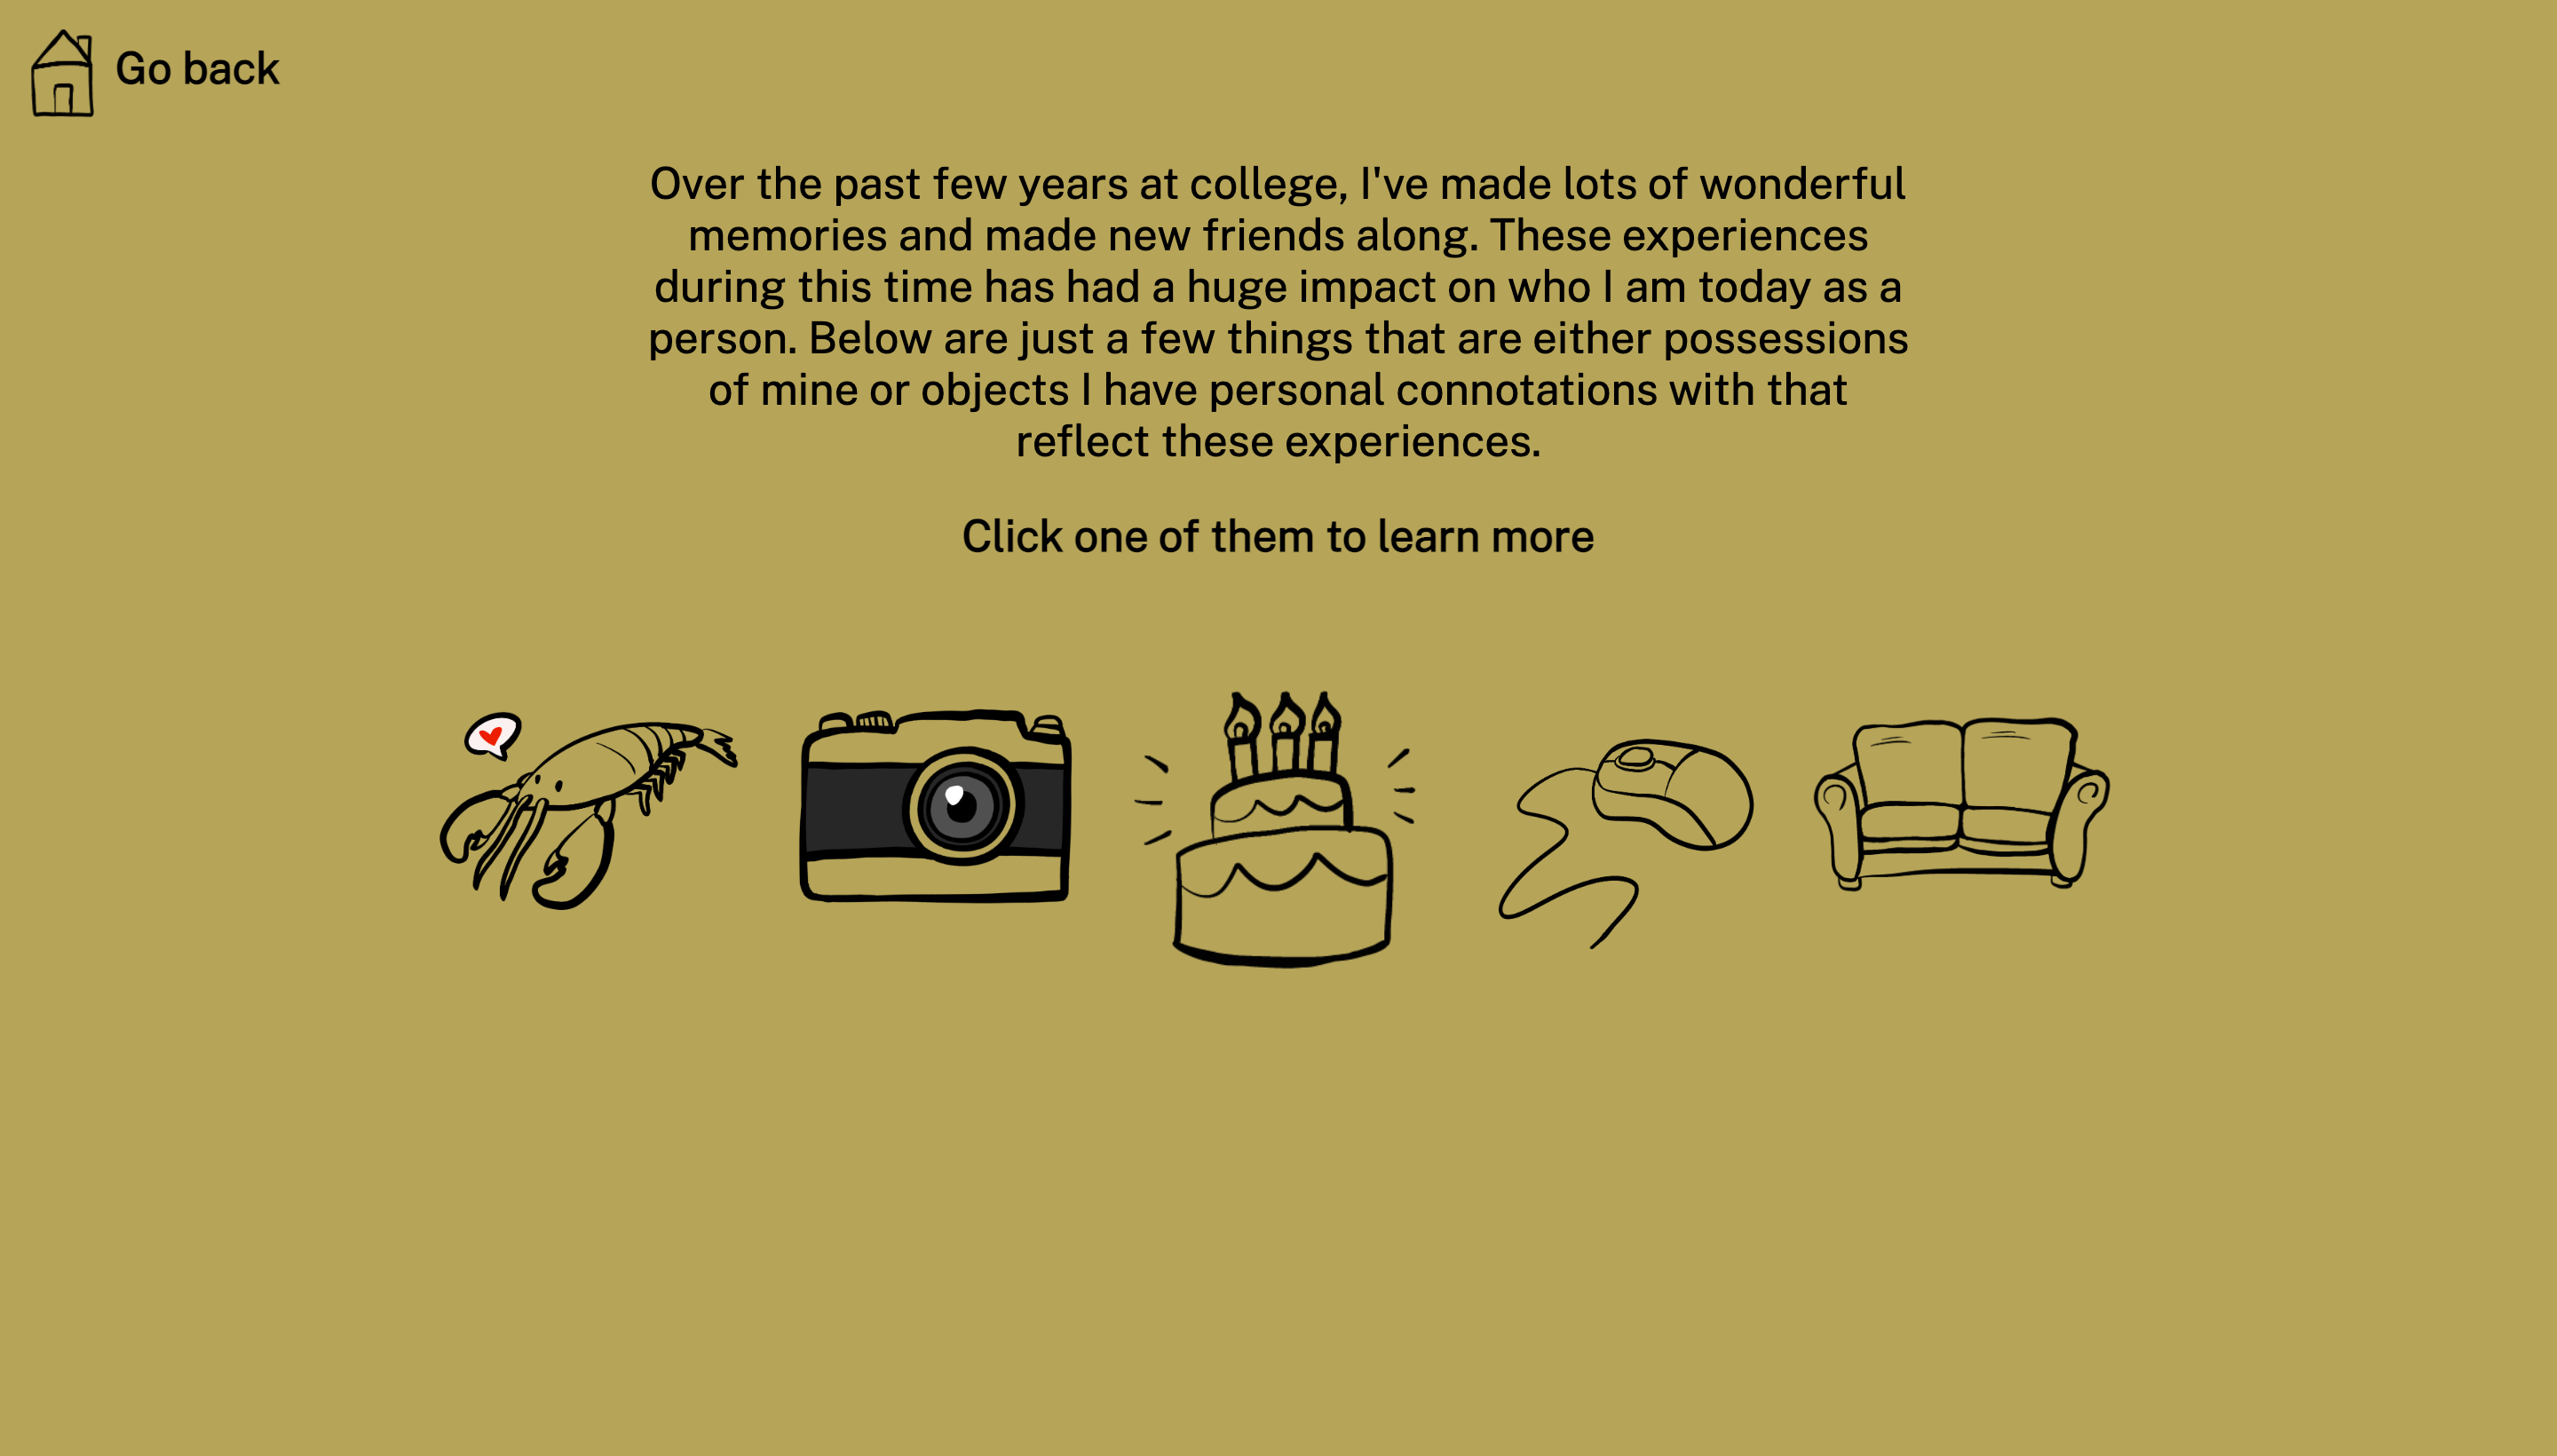 Go back
Over the past few years at college, I've made lots of wonderful
memories and made new friends along. These experiences
during this time has had a huge impact on who I am today as a
person. Below are just a few things that are either possessions
of mine or objects I have personal connotations with that
reflect these experiences.
Click one of them to learn more